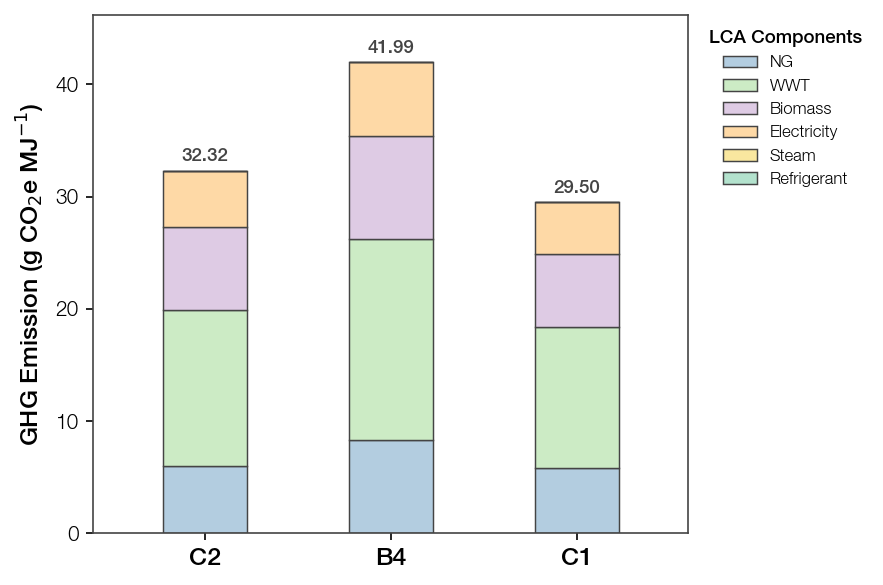 LCA Components
NG
WWT
Biomass
Electricity
Steam
Refrigerant
GHG Emission (g CO₂e MJ⁻¹)
40
30
20
10
0
32.32
41.99
29.50
C2
B4
C1